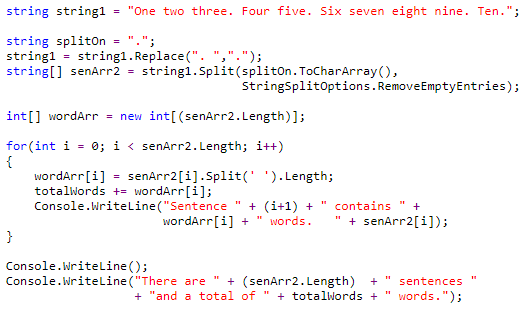 string string1 = "One two three. Four five. Six seven eight nine. Ten.";
string splitOn = ".";
string1 = string1.Replace(". ",".");
string[] senArr2 = string1.Split(splitOn.ToCharArray(),
StringSplitOptions.RemoveEmptyEntries);
int[] wordArr = new int[(senArr2.Length)];
for(int i = 0; i < senArr2.Length; i++)
{
wordArr[i] = senArr2[i].Split(' ').Length;
totalWords += wordArr[i];
Console.WriteLine("Sentence " + (i+1) + " contains " +
wordArr[i] + " words.   " + senArr2[i]);
}
Console.WriteLine();
Console.WriteLine("There are " + (senArr2.Length)  + " sentences "
+ "and a total of " + totalWords + " words.");